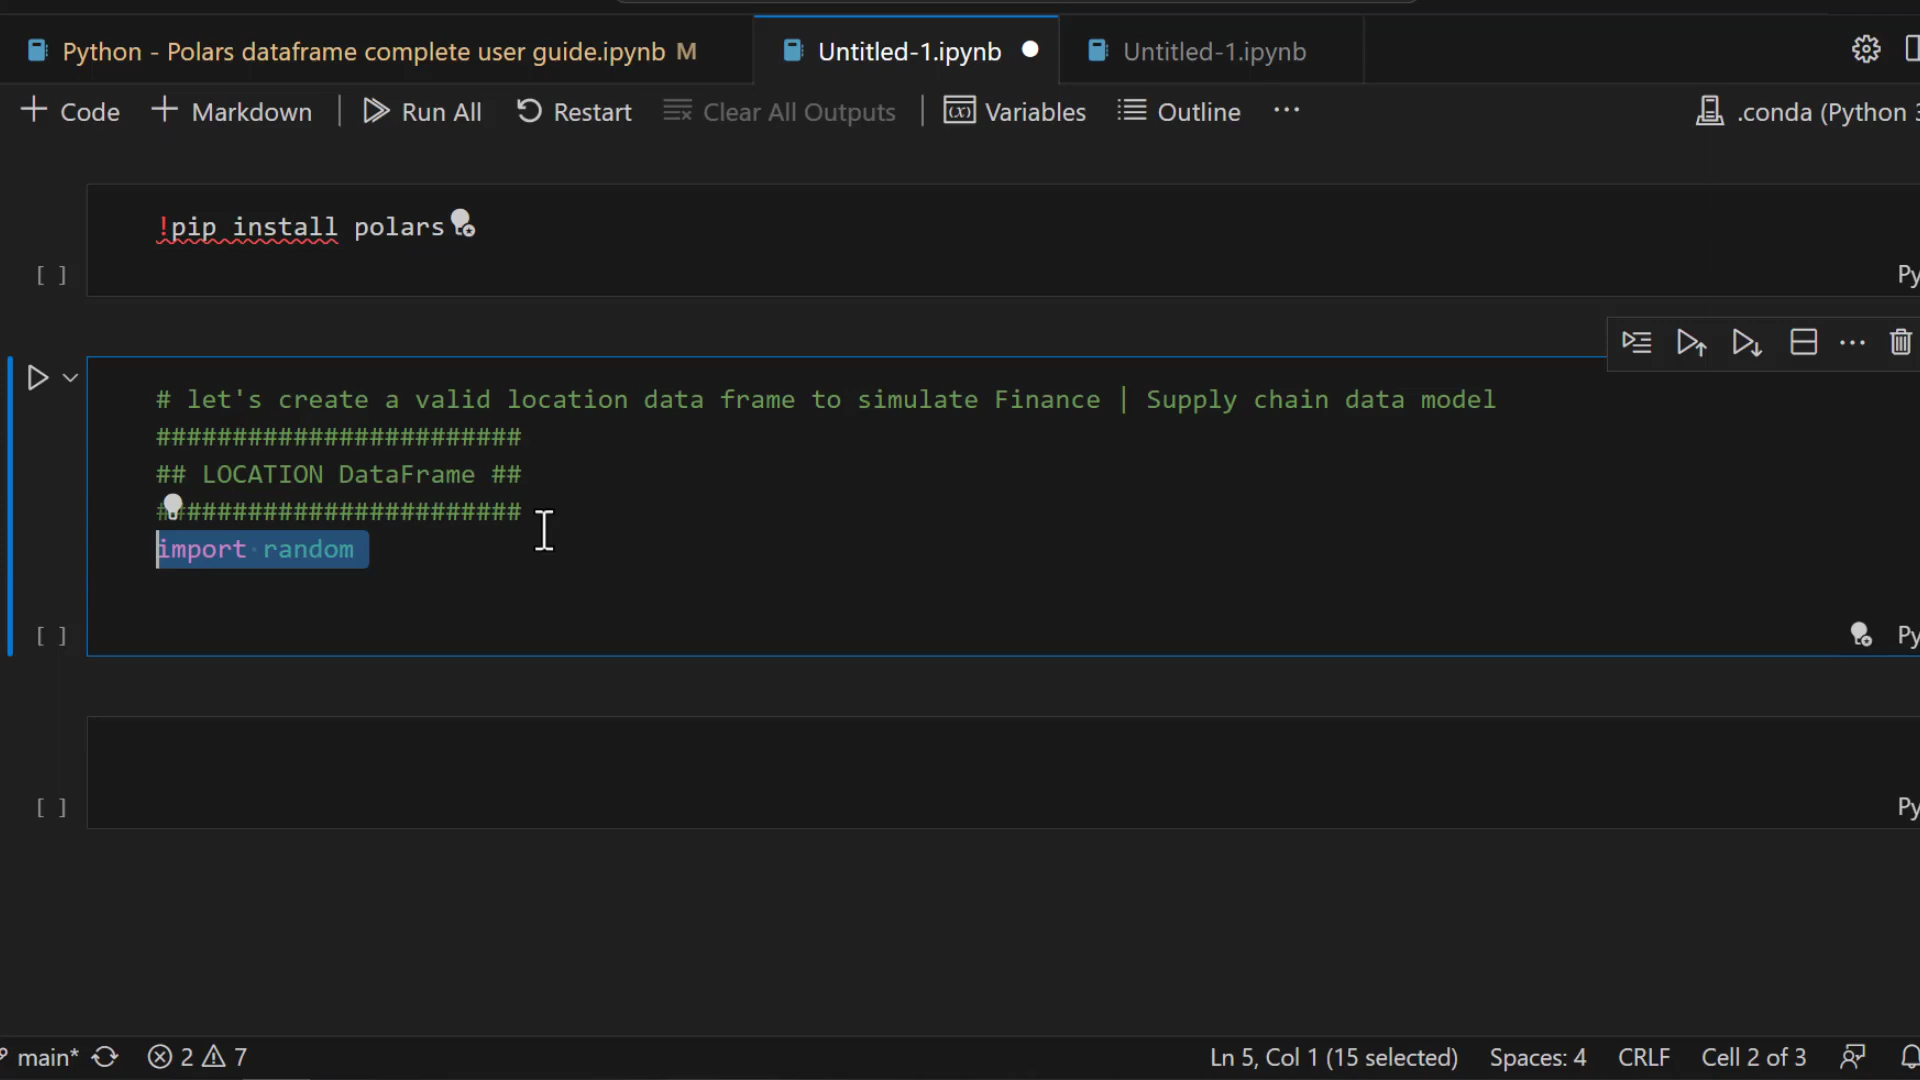 Python - Polars dataframe complete user guide.ipynb M
Untitled-1.ipynb
Untitled-1.ipynb
Code
Markdown
Run All
Restart
Clear All Outputs
Variables
Outline
...
.conda (Python 3
!pip install polars
[ ]
Py
# let's create a valid location data frame to simulate Finance | Supply chain data model
########################
## LOCATION DataFrame ##
########################
import random
[ ]
Py
[ ]
Py
main*
2
7
Ln 5, Col 1 (15 selected)
Spaces: 4
CRLF
Cell 2 of 3